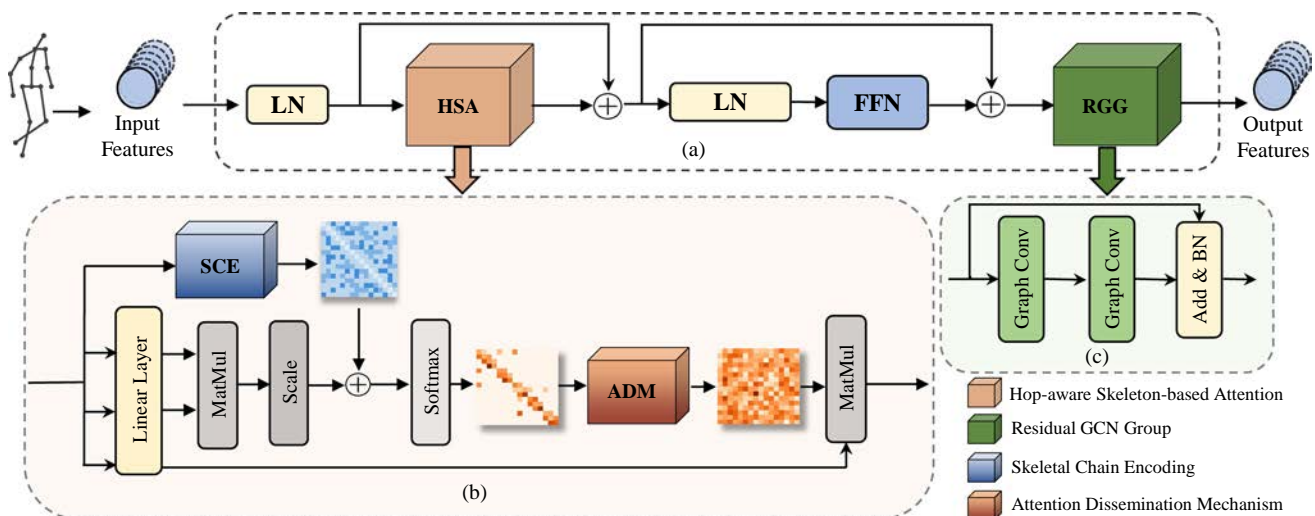 LN
HSA
LN
FFN
RGG
Input
Features
(a)
Output
Features
SCE
Linear Layer
MatMul
Scale
Softmax
ADM
MatMul
(b)
Graph Conv
Graph Conv
Add & BN
(c)
Hop-aware Skeleton-based Attention
Residual GCN Group
Skeletal Chain Encoding
Attention Dissemination Mechanism